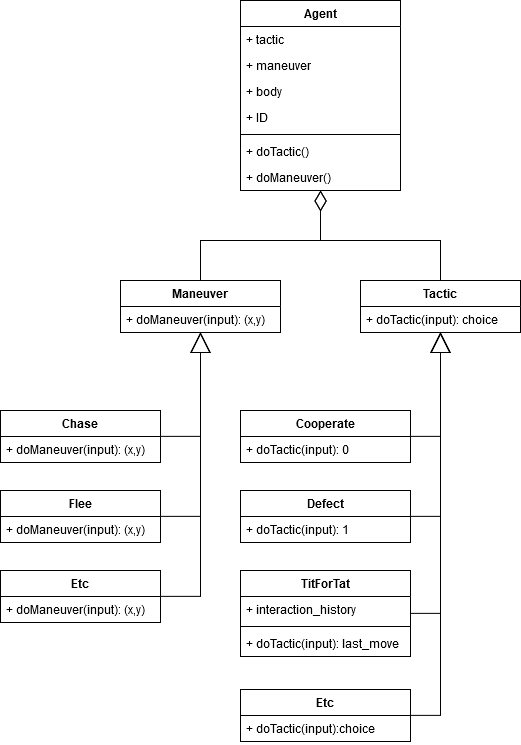 Agent
+ tactic
+ maneuver
+ body
+ ID
+ doTactic()
+ doManeuver()
Maneuver
+ doManeuver(input): (x,y)
Tactic
+ doTactic(input): choice
Chase
+ doManeuver(input): (x,y)
Flee
+ doManeuver(input): (x,y)
Etc
+ doManeuver(input): (x,y)
Cooperate
+ doTactic(input): 0
Defect
+ doTactic(input): 1
TitForTat
+ interaction_history
+ doTactic(input): last_move
Etc
+ doTactic(input):choice